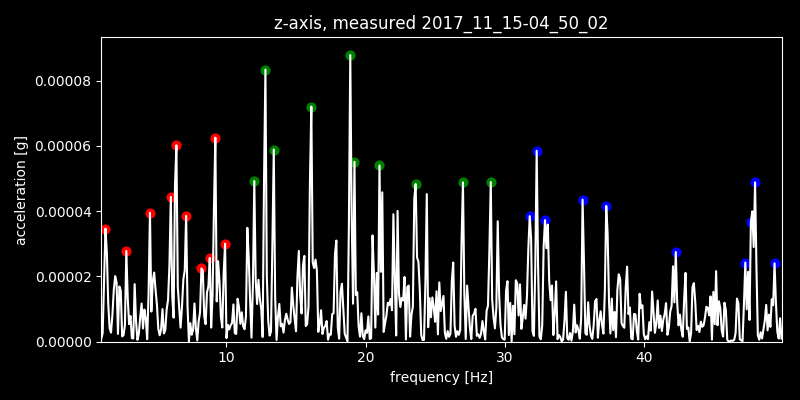 z-axis, measured 2017_11_15-04_50_02
0.00008
0.00006
0.00004
0.00002
0.00000
acceleration [g]
10 20 30 40
frequency [Hz]